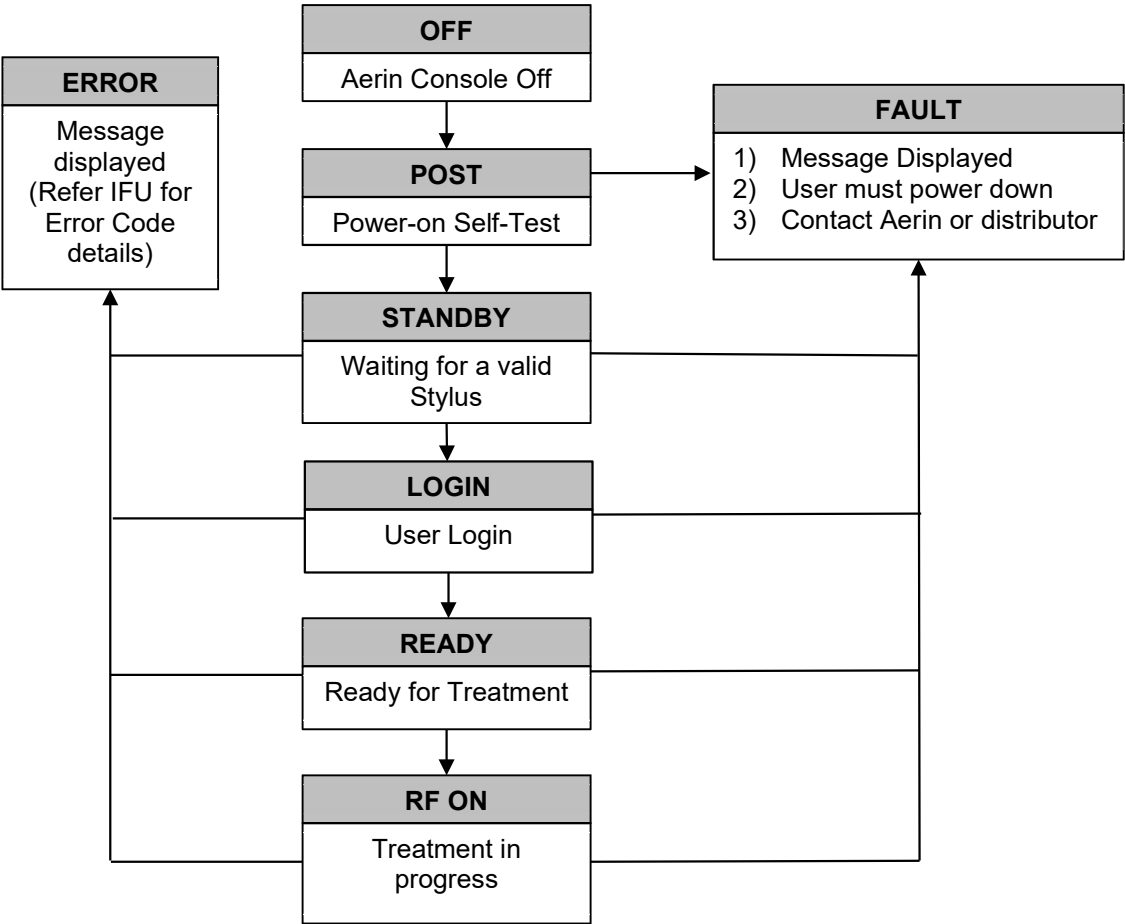 OFF
Aerin Console Off
ERROR
Message
displayed
(Refer IFU for
Error Code
details)
FAULT
1) Message Displayed
2) User must power down
3) Contact Aerin or distributor
POST
Power-on Self-Test
STANDBY
Waiting for a valid
Stylus
LOGIN
User Login
READY
Ready for Treatment
RF ON
Treatment in
progress